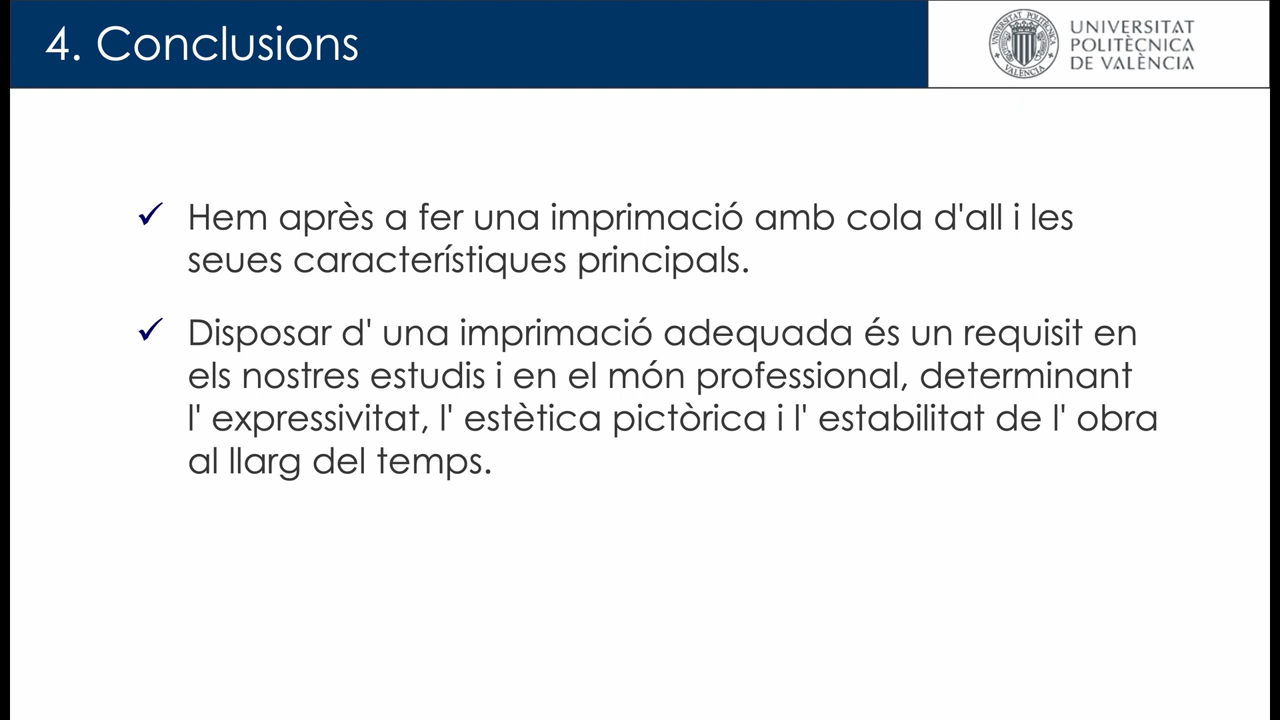 4. Conclusions
UNIVERSITAT
POLITÈCNICA
DE VALÈNCIA
Hem après a fer una imprimació amb cola d'all i les
seues característiques principals.
Disposar d' una imprimació adequada és un requisit en
els nostres estudis i en el món professional, determinant
l' expressivitat, l' estètica pictòrica i l' estabilitat de l' obra
al llarg del temps.